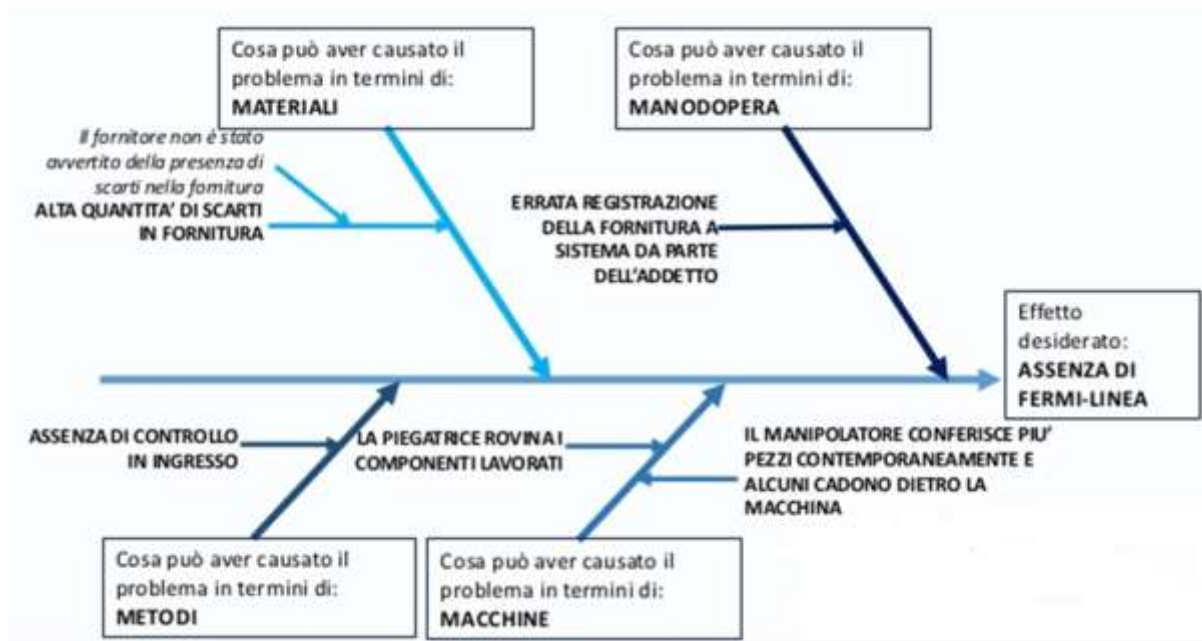 Cosa può aver causato il
problema in termini di:
MATERIALI
Cosa può aver causato il
problema in termini di:
MANODOPERA
Il fornitore non è stato
avvertito della presenza di
scarti nella fornitura
ALTA QUANTITA’ DI SCARTI
IN FORNITURA
ERRATA REGISTRAZIONE
DELLA FORNITURA A
SISTEMA DA PARTE
DELL’ADDETTO
Effetto
desiderato:
ASSENZA DI
FERMI-LINEA
ASSENZA DI CONTROLLO
IN INGRESSO
LA PIEGATRICE ROVINA I
COMPONENTI LAVORATI
IL MANIPOLATORE CONFERISCE PIU’
PEZZI CONTEMPORANEAMENTE E
ALCUNI CADONO DIETRO LA
MACCHINA
Cosa può aver causato il
problema in termini di:
METODI
Cosa può aver causato il
problema in termini di:
MACCHINE